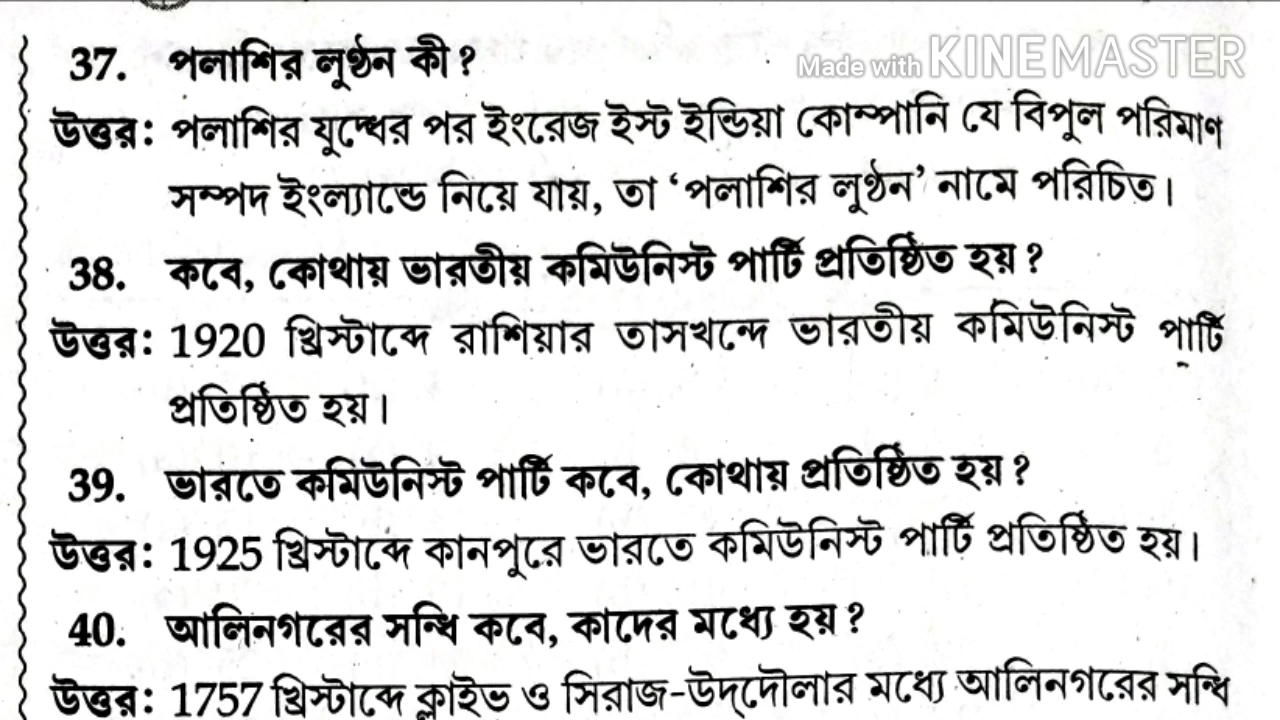 Made with KINEMASTER
37. পলাশির লুণ্ঠন কী?
উত্তর: পলাশির যুদ্ধের পর ইংরেজ ইস্ট ইন্ডিয়া কোম্পানি যে বিপুল পরিমাণ
সম্পদ ইংল্যান্ডে নিয়ে যায়, তা ‘পলাশির লুণ্ঠন’ নামে পরিচিত।
38. কবে, কোথায় ভারতীয় কমিউনিস্ট পার্টি প্রতিষ্ঠিত হয়?
উত্তর: 1920 খ্রিস্টাব্দে রাশিয়ার তাসখন্দে ভারতীয় কমিউনিস্ট পার্টি
প্রতিষ্ঠিত হয়।
39. ভারতে কমিউনিস্ট পার্টি কবে, কোথায় প্রতিষ্ঠিত হয়?
উত্তর: 1925 খ্রিস্টাব্দে কানপুরে ভারতে কমিউনিস্ট পার্টি প্রতিষ্ঠিত হয়।
40. আলিনগরের সন্ধি কবে, কাদের মধ্যে হয়?
উত্তর: 1757 খ্রিস্টাব্দে ক্লাইভ ও সিরাজ-উদ্‌দৌলার মধ্যে আলিনগরের সন্ধি